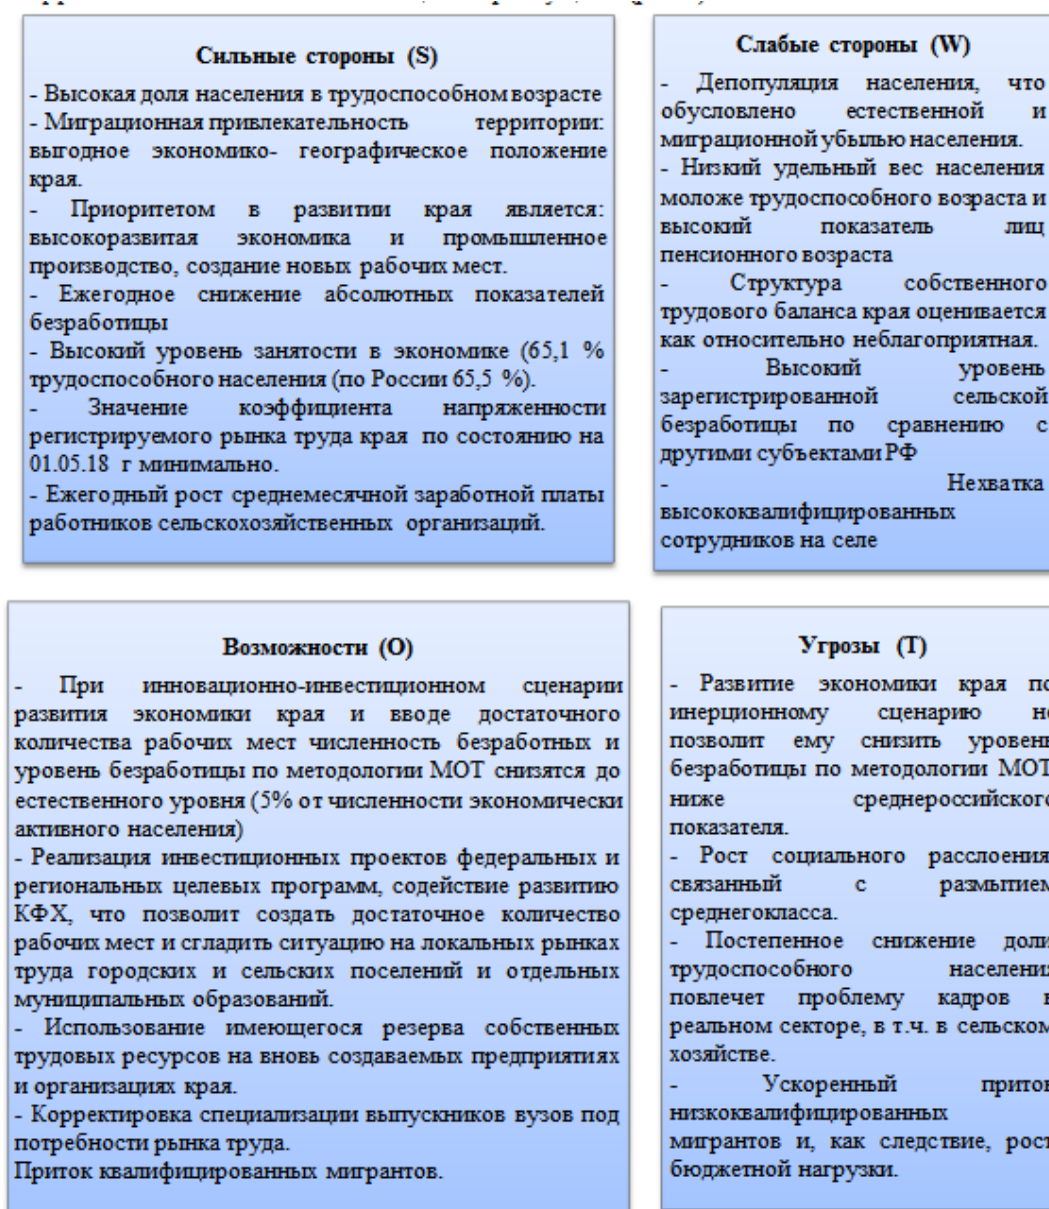 Сильные стороны (S)
- Высокая доля населения в трудоспособном возрасте
- Миграционная привлекательность территории:
выгодное экономико- географическое положение
края.
- Приоритетом в развитии края является:
высокоразвитая экономика и промышленное
производство, создание новых рабочих мест.
- Ежегодное снижение абсолютных показателей
безработицы
- Высокий уровень занятости в экономике (65,1 %
трудоспособного населения (по России 65,5 %).
- Значение коэффициента напряженности
регистрируемого рынка труда края по состоянию на
01.05.18 г минимально.
- Ежегодный рост среднемесячной заработной платы
работников сельскохозяйственных организаций.
Слабые стороны (W)
- Депопуляция населения, что
обусловлено естественной и
миграционной убылью населения.
- Низкий удельный вес населения
моложе трудоспособного возраста и
высокий показатель лиц
пенсионного возраста
- Структура собственного
трудового баланса края оценивается
как относительно неблагоприятная.
- Высокий уровень
зарегистрированной сельской
безработицы по сравнению с
другими субъектами РФ
- Нехватка
высококвалифицированных
сотрудников на селе
Возможности (O)
- При инновационно-инвестиционном сценарии
развития экономики края и вводе достаточного
количества рабочих мест численность безработных и
уровень безработицы по методологии МОТ снизятся до
естественного уровня (5% от численности экономически
активного населения)
- Реализация инвестиционных проектов федеральных и
региональных целевых программ, содействие развитию
КФХ, что позволит создать достаточное количество
рабочих мест и сгладить ситуацию на локальных рынках
труда городских и сельских поселений и отдельных
муниципальных образований.
- Использование имеющегося резерва собственных
трудовых ресурсов на вновь создаваемых предприятиях
и организациях края.
- Корректировка специализации выпускников вузов под
потребности рынка труда.
Приток квалифицированных мигрантов.
Угрозы (T)
- Развитие экономики края по
инерционному сценарию не
позволит ему снизить уровень
безработицы по методологии МОТ
ниже среднероссийского
показателя.
- Рост социального расслоения
связанный с размытием
среднегокласса.
- Постепенное снижение доли
трудоспособного населения
повлечет проблему кадров в
реальном секторе, в т.ч. в сельском
хозяйстве.
- Ускоренный приток
низкоквалифицированных
мигрантов и, как следствие, рост
бюджетной нагрузки.